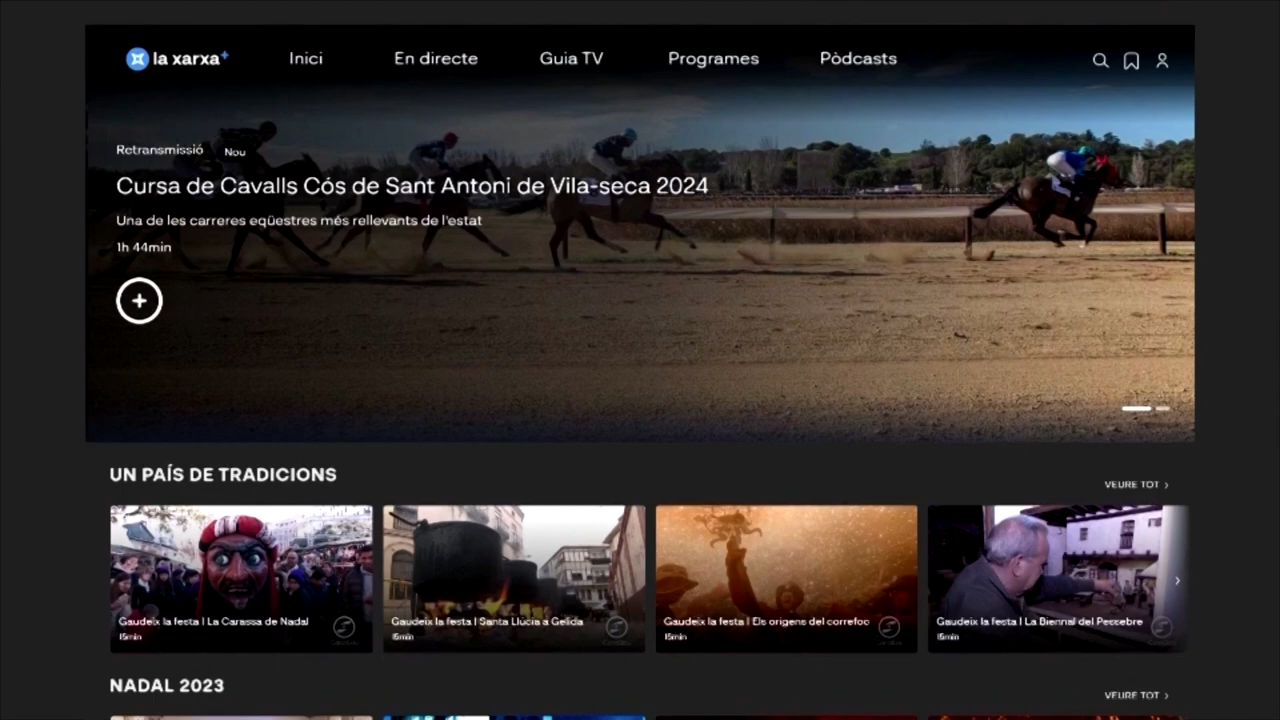 la xarxa+
Inici
En directe
Guia TV
Programes
Pòdcasts
Retransmissió Nou
Cursa de Cavalls Cós de Sant Antoni de Vila-seca 2024
Una de les carreres eqüestres més rellevants de l'estat
1h 44min
UN PAÍS DE TRADICIONS
VEURE TOT >
Gaudeix la festa | La Carassa de Nadal
15min
Gaudeix la festa | Santa Llúcia a Gelida
15min
Gaudeix la festa | Els orígens del correfoc
15min
Gaudeix la festa | La Biennal del Pessebre
15min
NADAL 2023
VEURE TOT >